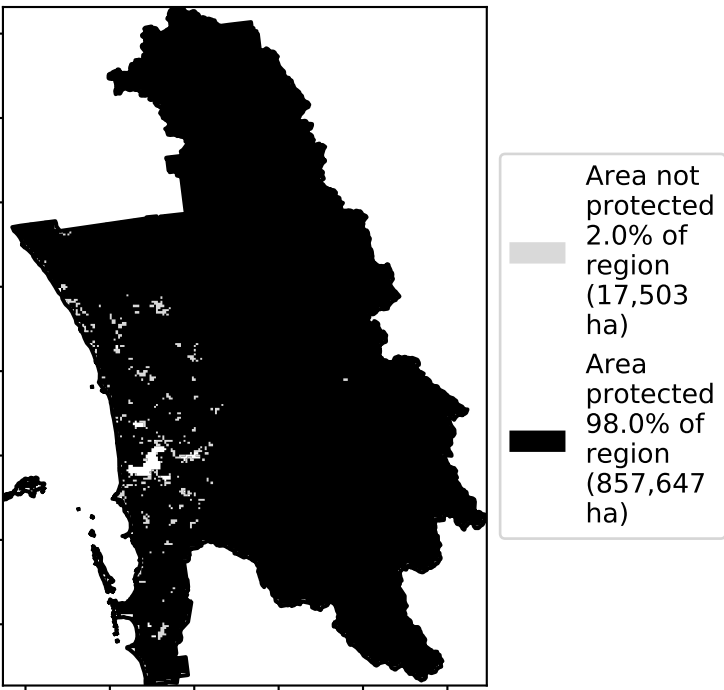 Area not
protected
2.0% of
region
(17,503
ha)
Area
protected
98.0% of
region
(857,647
ha)